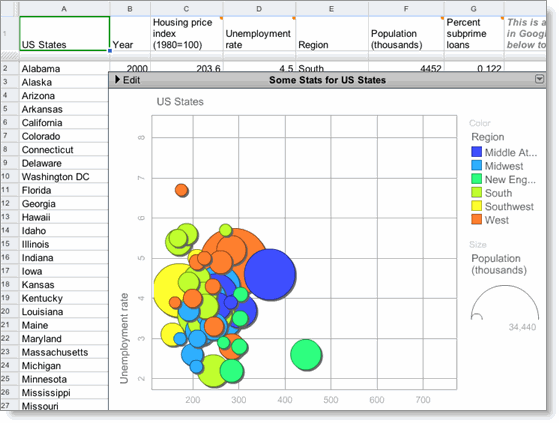 A B C D E F G
1 US States Year Housing price index (1980=100) Unemployment rate Region Population (thousands) Percent subprime loans This is a in Goog below to
2 Alabama 2000 203.6 4.5 South 4452 0.122
3 Alaska
4 Arizona
5 Arkansas
6 California
7 Colorado
8 Connecticut
9 Delaware
10 Washington DC
11 Florida
12 Georgia
13 Hawaii
14 Idaho
15 Illinois
16 Indiana
17 Iowa
18 Kansas
19 Kentucky
20 Louisiana
21 Maine
22 Maryland
23 Massachusetts
24 Michigan
25 Minnesota
26 Mississippi
27 Missouri
Edit Some Stats for US States
US States
8
7
6
5
4
3
2
Unemployment rate
200 300 400 500 600 700
Color
Region
Middle At...
Midwest
New Eng...
South
Southwest
West
Size
Population
(thousands)
34,440